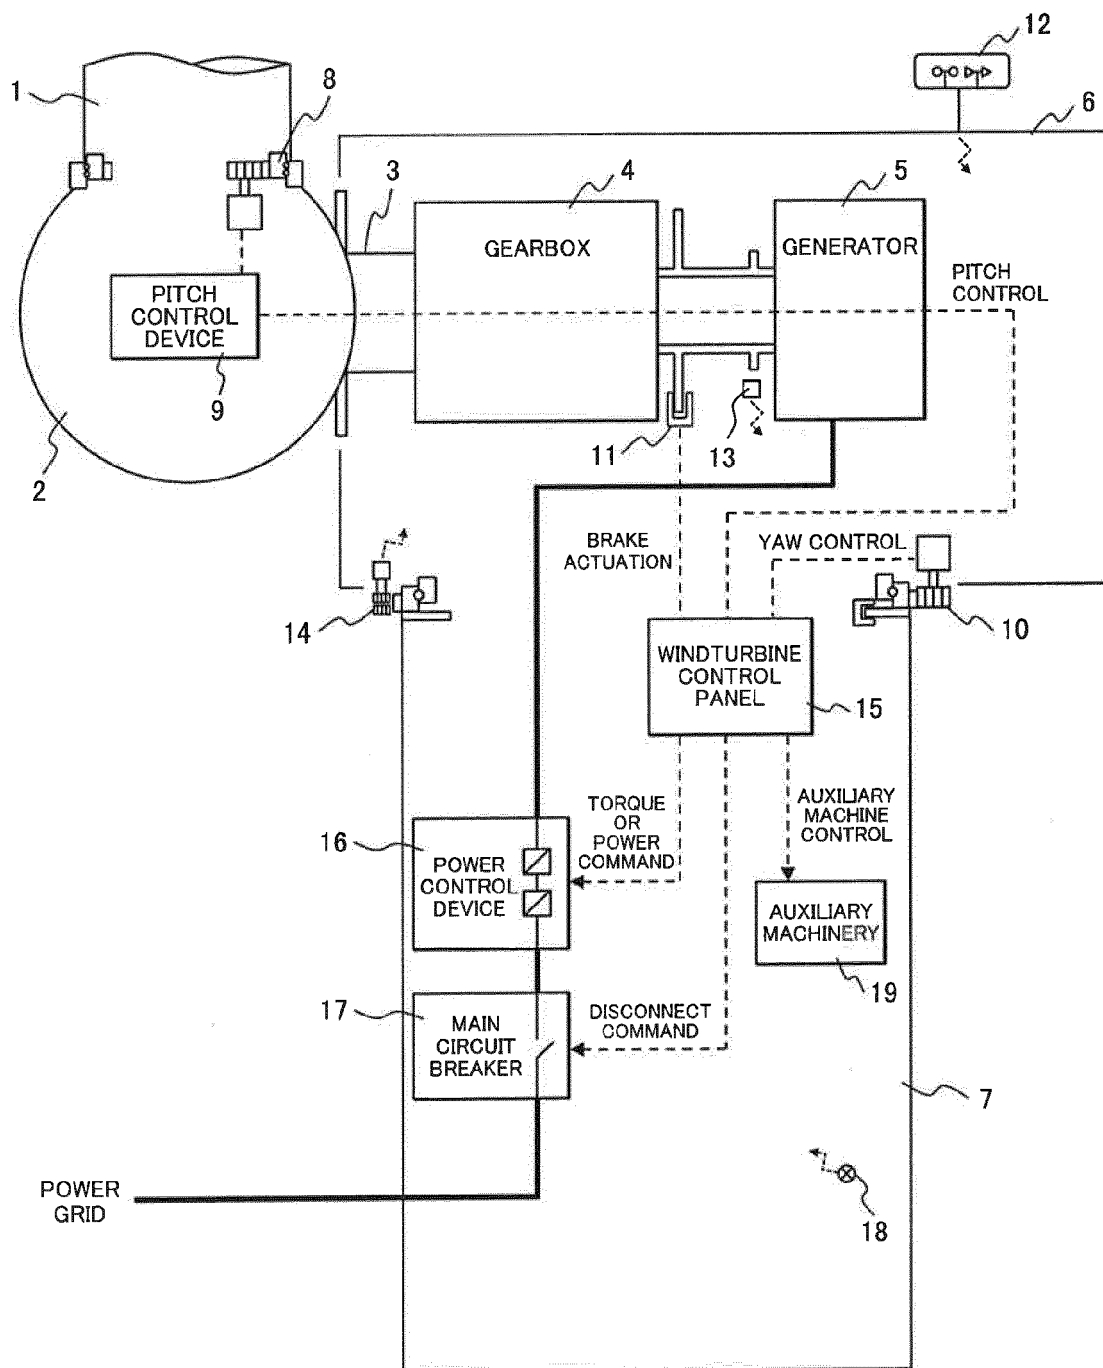 12
1
8
6
3
4
5
GEARBOX
GENERATOR
PITCH
CONTROL
PITCH
CONTROL
DEVICE
9
2
11
13
BRAKE
ACTUATION
YAW CONTROL
14
10
WINDTURBINE
CONTROL
PANEL
15
16
POWER
CONTROL
DEVICE
TORQUE
OR
POWER
COMMAND
AUXILIARY
MACHINE
CONTROL
AUXILIARY
MACHINERY
19
17
MAIN
CIRCUIT
BREAKER
DISCONNECT
COMMAND
7
18
POWER
GRID